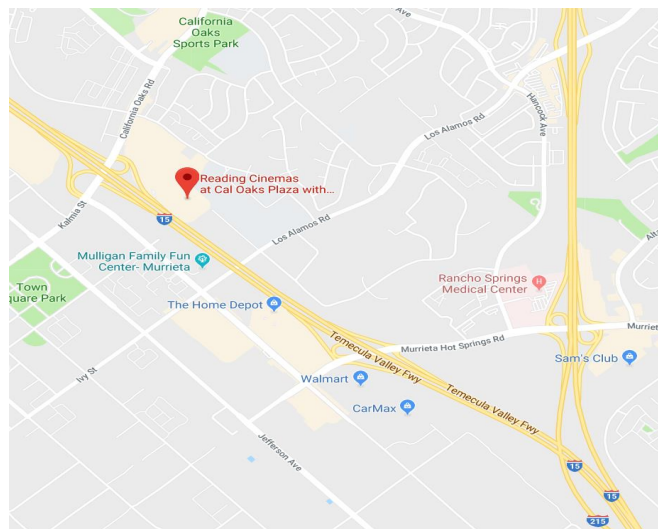 California
Oaks
Sports Park
Ave
California Oaks Rd
Hancock Ave
Los Alamos Rd
Reading Cinemas
at Cal Oaks Plaza with...
Kalmia St
15
Los Alamos Rd
Alta
Mulligan Family Fun
Center- Murrieta
Town
quare Park
Rancho Springs
Medical Center
H
The Home Depot
Temecula Valley Fwy
Murrieta Hot Springs Rd
Murriet
Sam's Club
Ivy St
Walmart
Temecula Valley Fwy
CarMax
Jefferson Ave
15
15
215